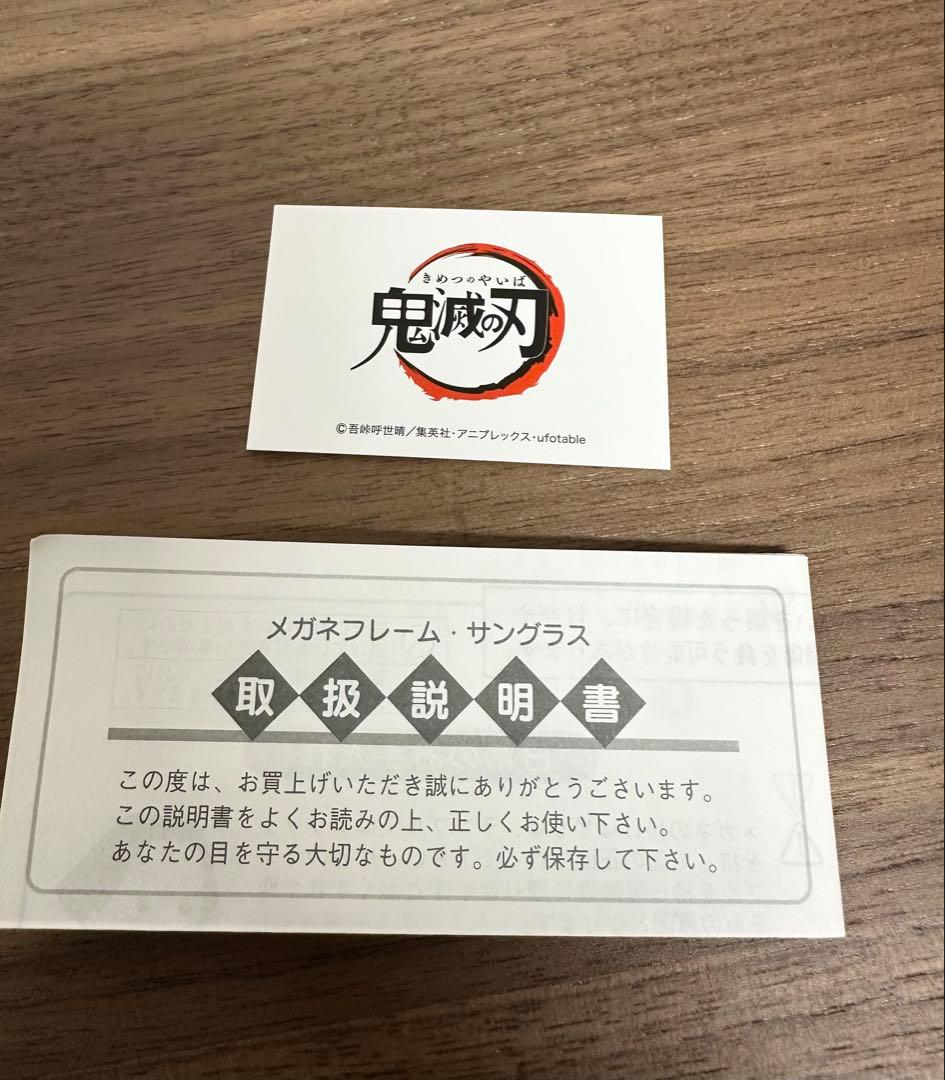 きめつのやいば
鬼滅の刃
©吾峠呼世晴／集英社・アニプレックス・ufotable
メガネフレーム・サングラス
取扱説明書
この度は、お買上げいただき誠にありがとうございます。
この説明書をよくお読みの上、正しくお使い下さい。
あなたの目を守る大切なものです。必ず保存して下さい。